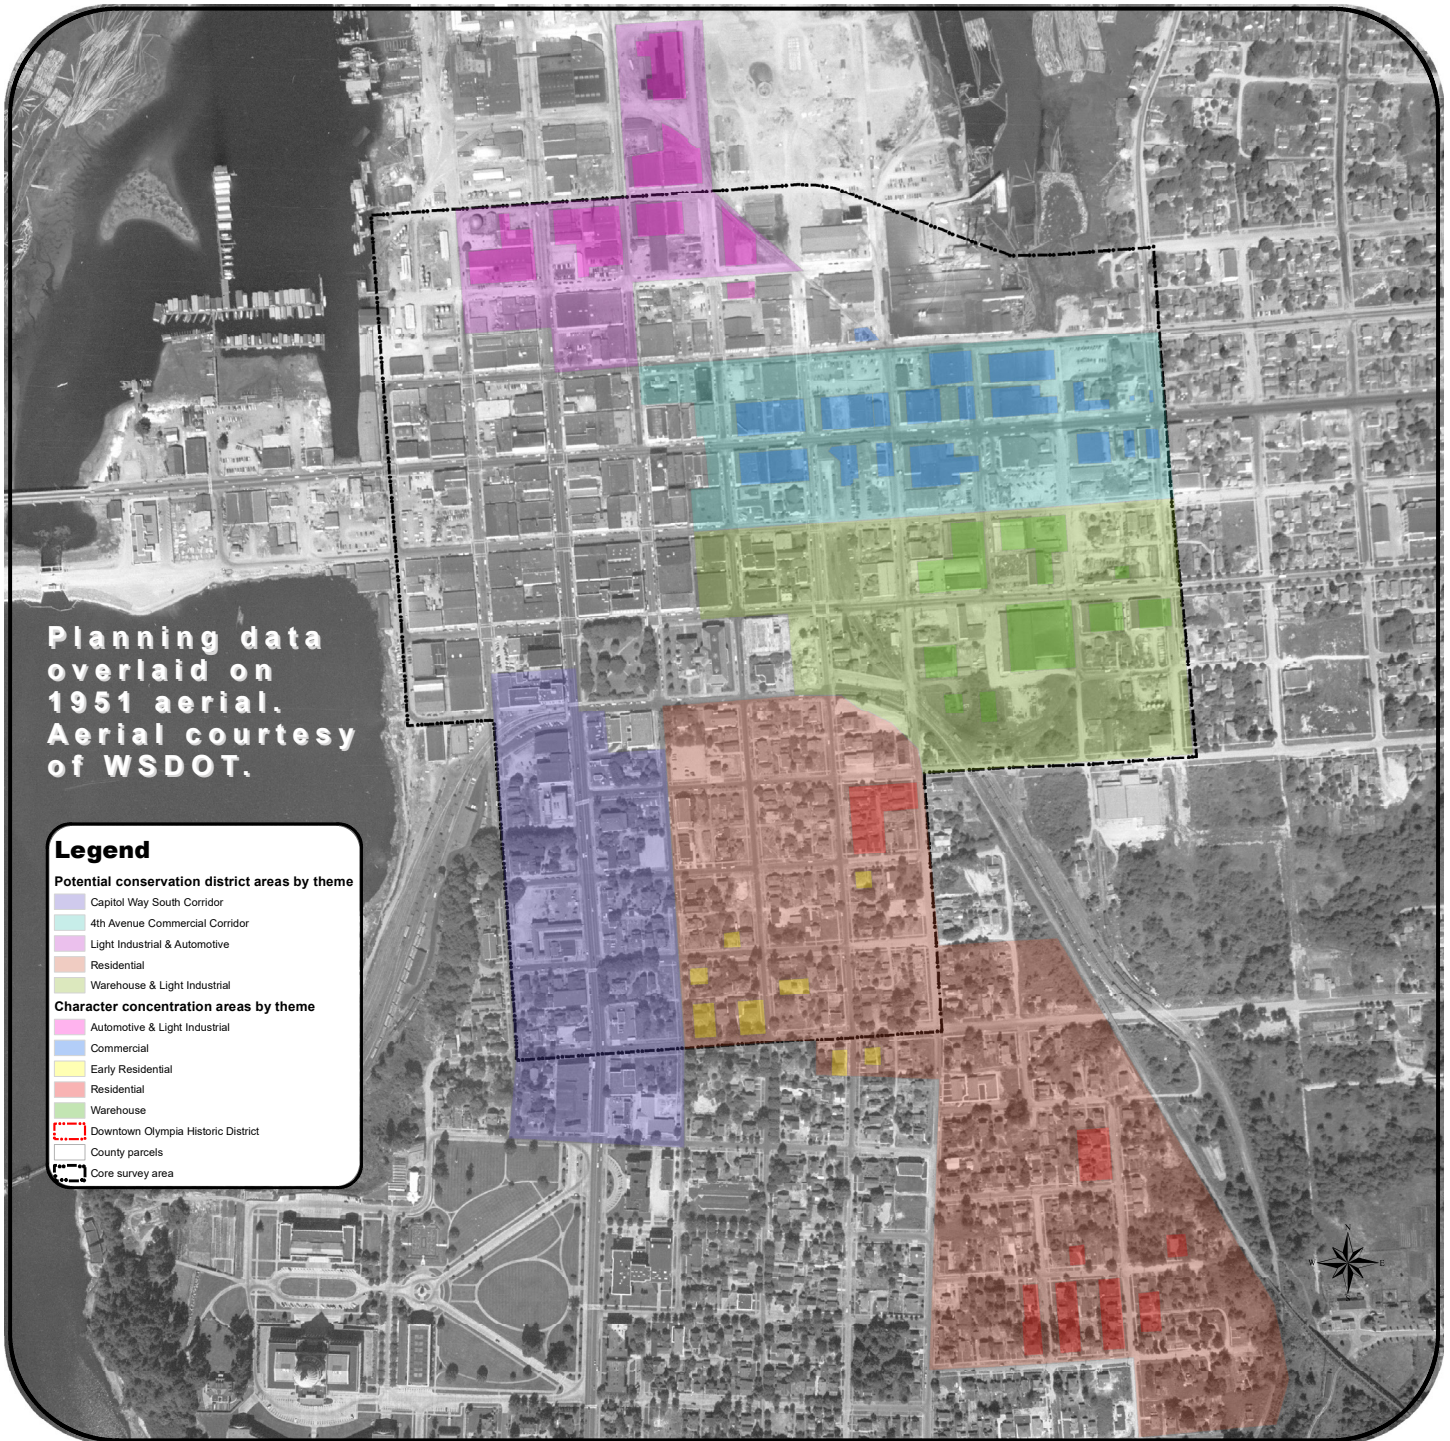 Planning data
overlaid on
1951 aerial.
Aerial courtesy
of WSDOT.
Legend
Potential conservation district areas by theme
Capitol Way South Corridor
4th Avenue Commercial Corridor
Light Industrial & Automotive
Residential
Warehouse & Light Industrial
Character concentration areas by theme
Automotive & Light Industrial
Commercial
Early Residential
Residential
Warehouse
Downtown Olympia Historic District
County parcels
Core survey area
N
W E
S